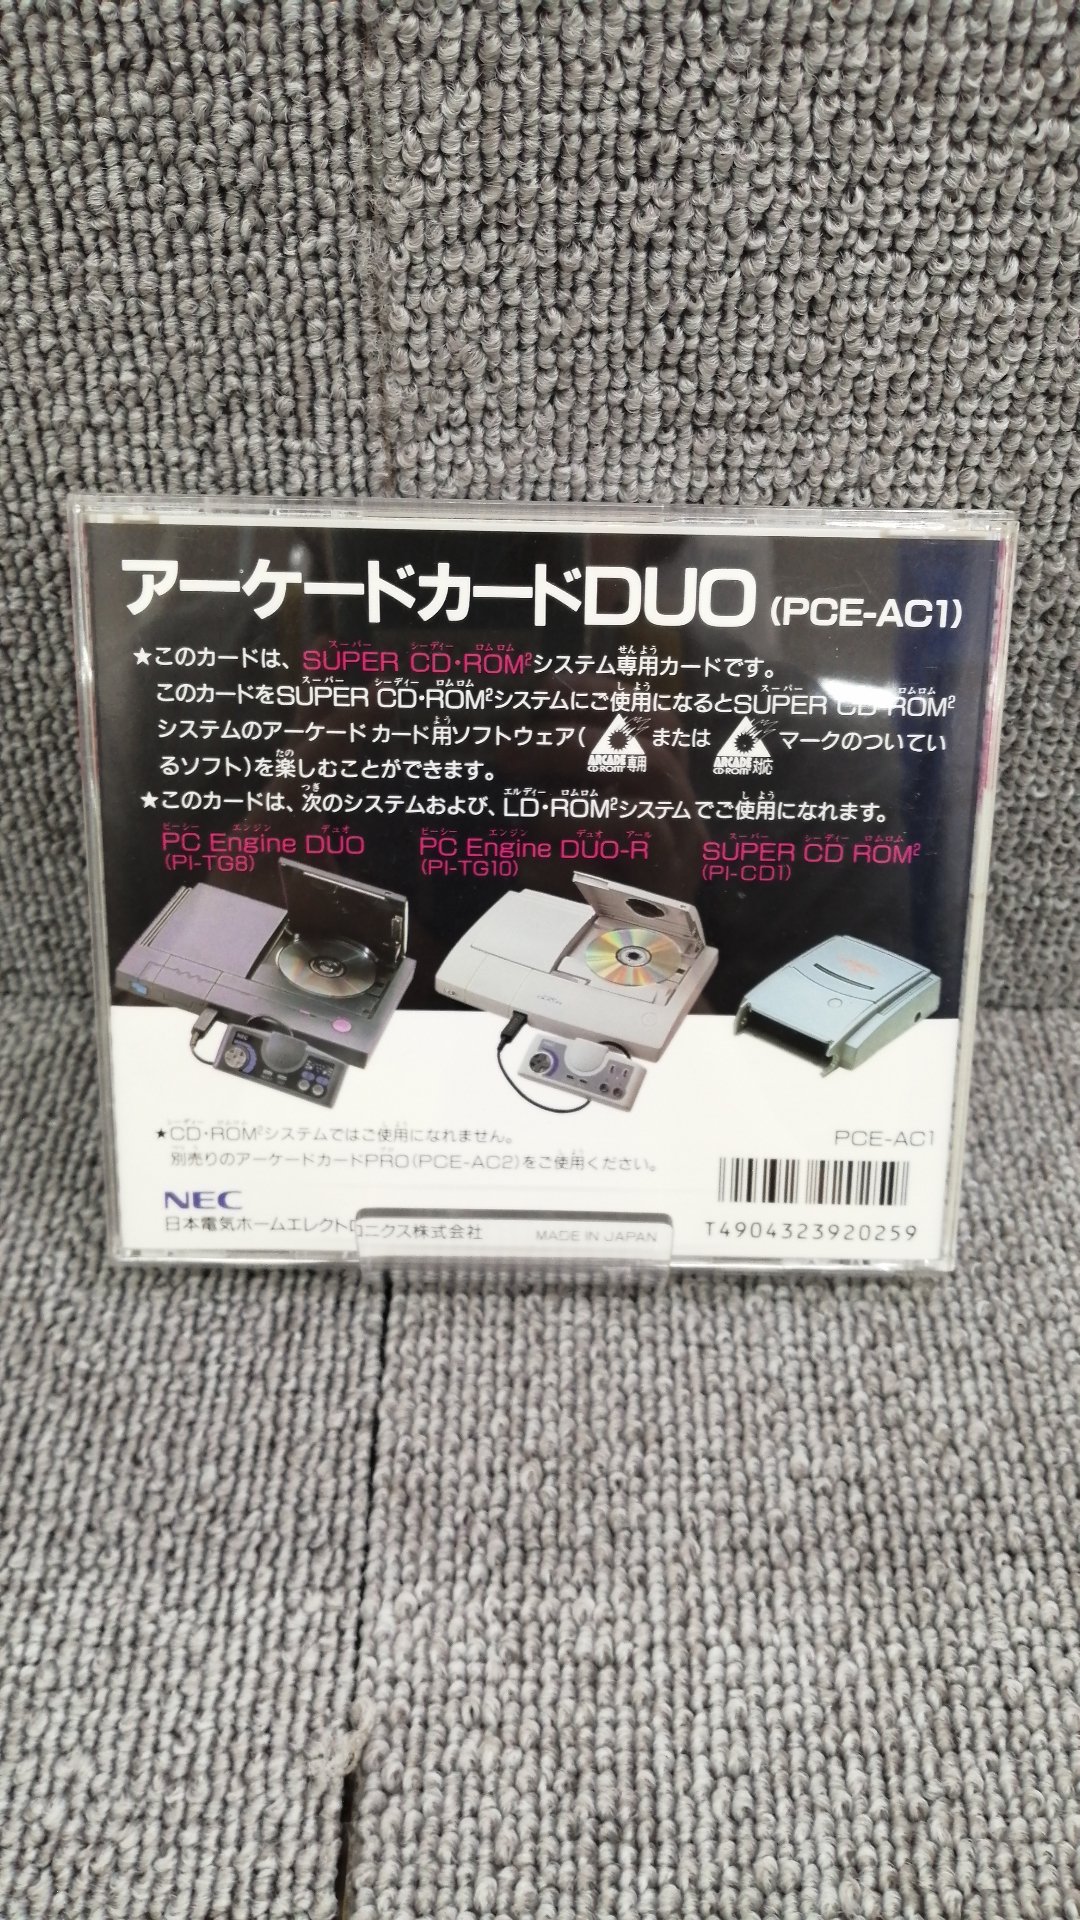 アーケードカードDUO (PCE-AC1)
★このカードは、SUPER CD・ROM²システム専用カードです。
このカードをSUPER CD・ROM²システムにご使用になるとSUPER CD・ROM²
システムのアーケードカード用ソフトウェア( ARCADE CD-ROM² 専用 または ARCADE CD-ROM² 対応 マークのついてい
るソフト)を楽しむことができます。
★このカードは、次のシステムおよび、LD・ROM²システムでご使用になれます。
PC Engine DUO
(PI-TG8)
PC Engine DUO-R
(PI-TG10)
SUPER CD ROM²
(PI-CD1)
NEC
★CD・ROM²システムではご使用になれません。
別売りのアーケードカードPRO(PCE-AC2)をご使用ください。
PCE-AC1
NEC
日本電気ホームエレクトロニクス株式会社
MADE IN JAPAN
T4904323920259